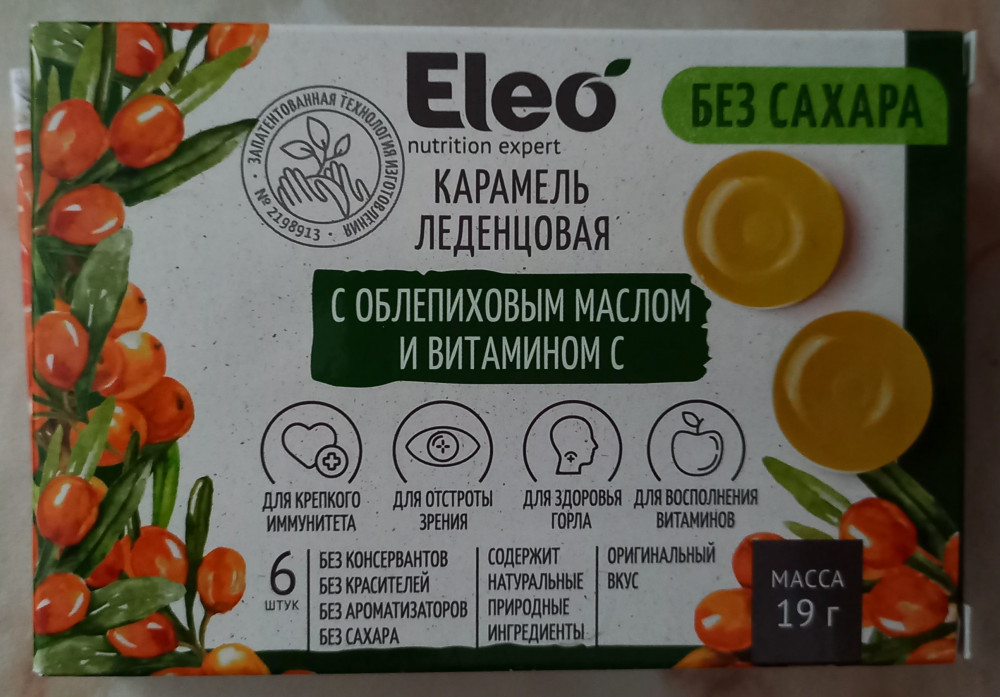 Eleo
nutrition expert
БЕЗ САХАРА
ЗАПАТЕНТОВАННАЯ ТЕХНОЛОГИЯ ИЗГОТОВЛЕНИЯ
№ 2198913
КАРАМЕЛЬ
ЛЕДЕНЦОВАЯ
С ОБЛЕПИХОВЫМ МАСЛОМ
И ВИТАМИНОМ С
ДЛЯ КРЕПКОГО
ИММУНИТЕТА
ДЛЯ ОТСТРОТЫ
ЗРЕНИЯ
ДЛЯ ЗДОРОВЬЯ
ГОРЛА
ДЛЯ ВОСПОЛНЕНИЯ
ВИТАМИНОВ
6
ШТУК
БЕЗ КОНСЕРВАНТОВ
БЕЗ КРАСИТЕЛЕЙ
БЕЗ АРОМАТИЗАТОРОВ
БЕЗ САХАРА
СОДЕРЖИТ
НАТУРАЛЬНЫЕ
ПРИРОДНЫЕ
ИНГРЕДИЕНТЫ
ОРИГИНАЛЬНЫЙ
ВКУС
МАССА
19 г